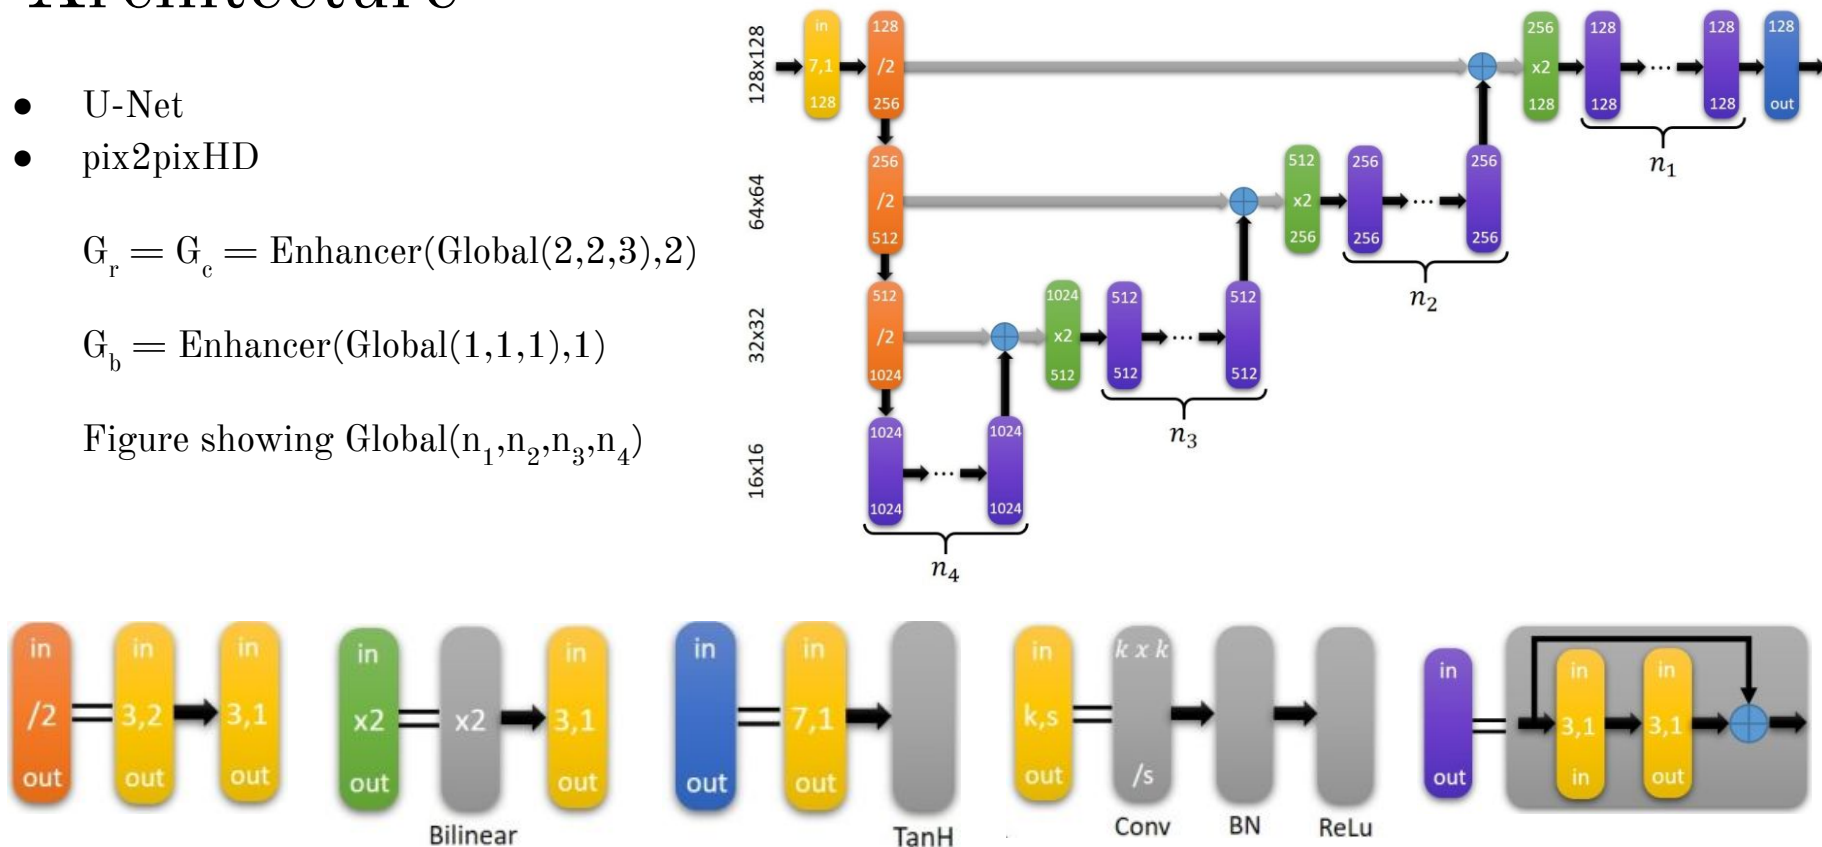 Architecture
● U-Net
● pix2pixHD
G_r = G_c = Enhancer(Global(2,2,3),2)
G_b = Enhancer(Global(1,1,1),1)
Figure showing Global(n_1,n_2,n_3,n_4)
128x128
in
7,1
128
128
/2
256
256
x2
128
128
128
...
128
128
128
out
n_1
64x64
256
/2
512
512
x2
256
256
256
...
256
256
n_2
32x32
512
/2
1024
1024
x2
512
512
512
...
512
512
n_3
16x16
1024
1024
...
1024
1024
n_4
in
/2
out
in
3,2
out
in
3,1
out
in
x2
out
x2
Bilinear
in
3,1
out
in
out
in
7,1
out
TanH
in
k,s
out
k x k
/s
Conv
BN
ReLu
in
out
in
3,1
in
in
3,1
out